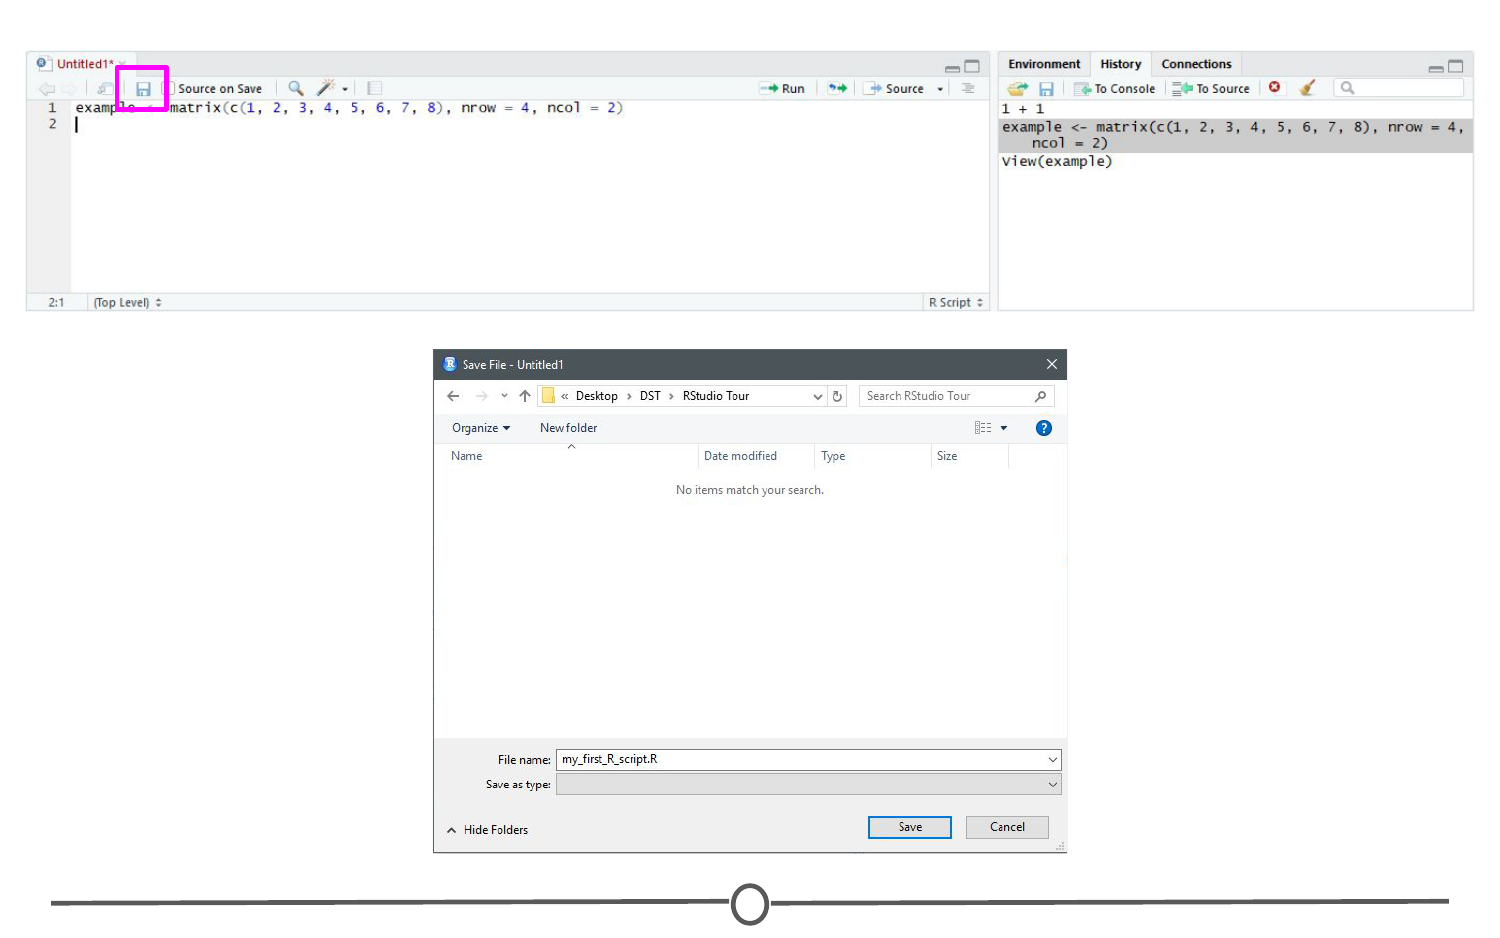 Untitled1*
Source on Save
Run
Source
1 example < matrix(c(1, 2, 3, 4, 5, 6, 7, 8), nrow = 4, ncol = 2)
2
2:1 (Top Level)
R Script
Environment History Connections
To Console To Source
1 + 1
example <- matrix(c(1, 2, 3, 4, 5, 6, 7, 8), nrow = 4,
ncol = 2)
View(example)
Save File - Untitled1
« Desktop › DST › RStudio Tour
Search RStudio Tour
Organize New folder
Name Date modified Type Size
No items match your search.
File name: my_first_R_script.R
Save as type:
Hide Folders
Save Cancel